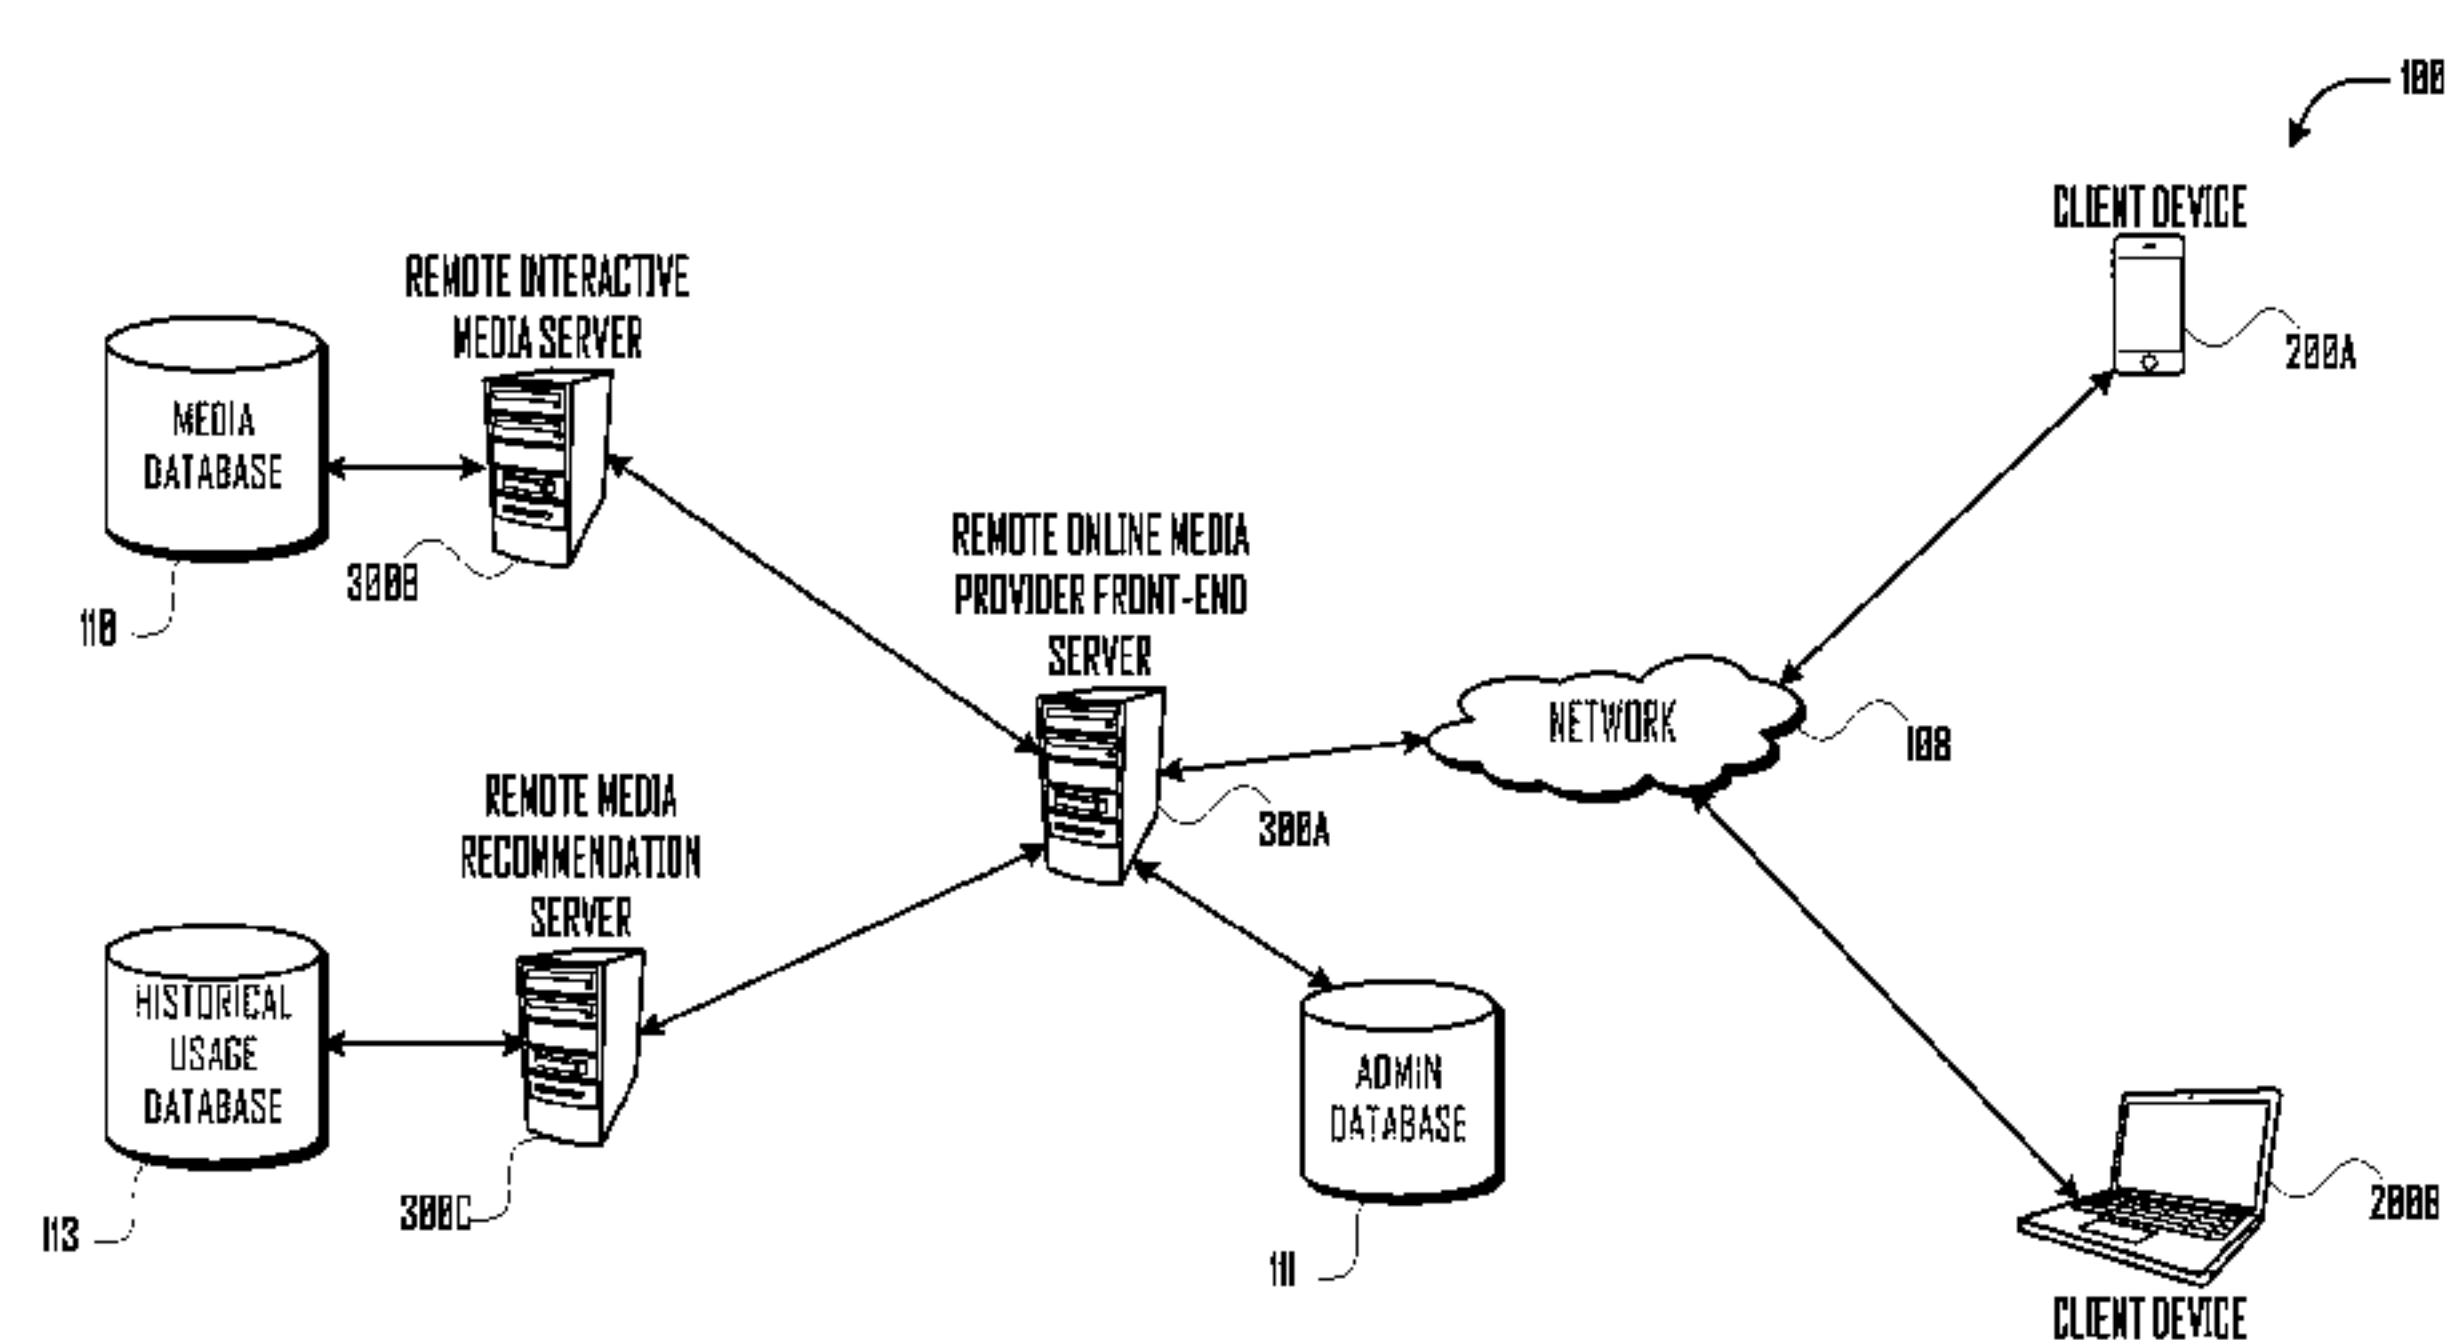 100
CLIENT DEVICE
200A
REMOTE INTERACTIVE
MEDIA SERVER
MEDIA
DATABASE
300B
110
REMOTE ONLINE MEDIA
PROVIDER FRONT-END
SERVER
NETWORK
108
300A
REMOTE MEDIA
RECOMMENDATION
SERVER
HISTORICAL
USAGE
DATABASE
300C
113
ADMIN
DATABASE
111
200B
CLIENT DEVICE